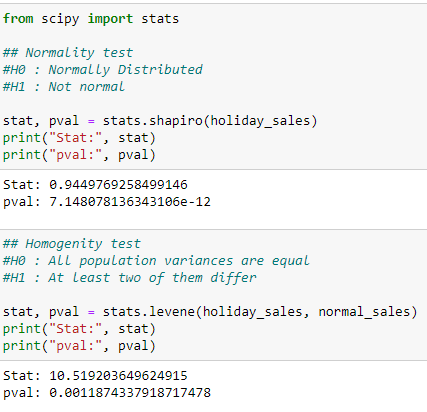 from scipy import stats
## Normality test
#H0 : Normally Distributed
#H1 : Not normal
stat, pval = stats.shapiro(holiday_sales)
print("Stat:", stat)
print("pval:", pval)
Stat: 0.9449769258499146
pval: 7.148078136343106e-12
## Homogenity test
#H0 : All population variances are equal
#H1 : At least two of them differ
stat, pval = stats.levene(holiday_sales, normal_sales)
print("Stat:", stat)
print("pval:", pval)
Stat: 10.519203649624915
pval: 0.0011874337918717478